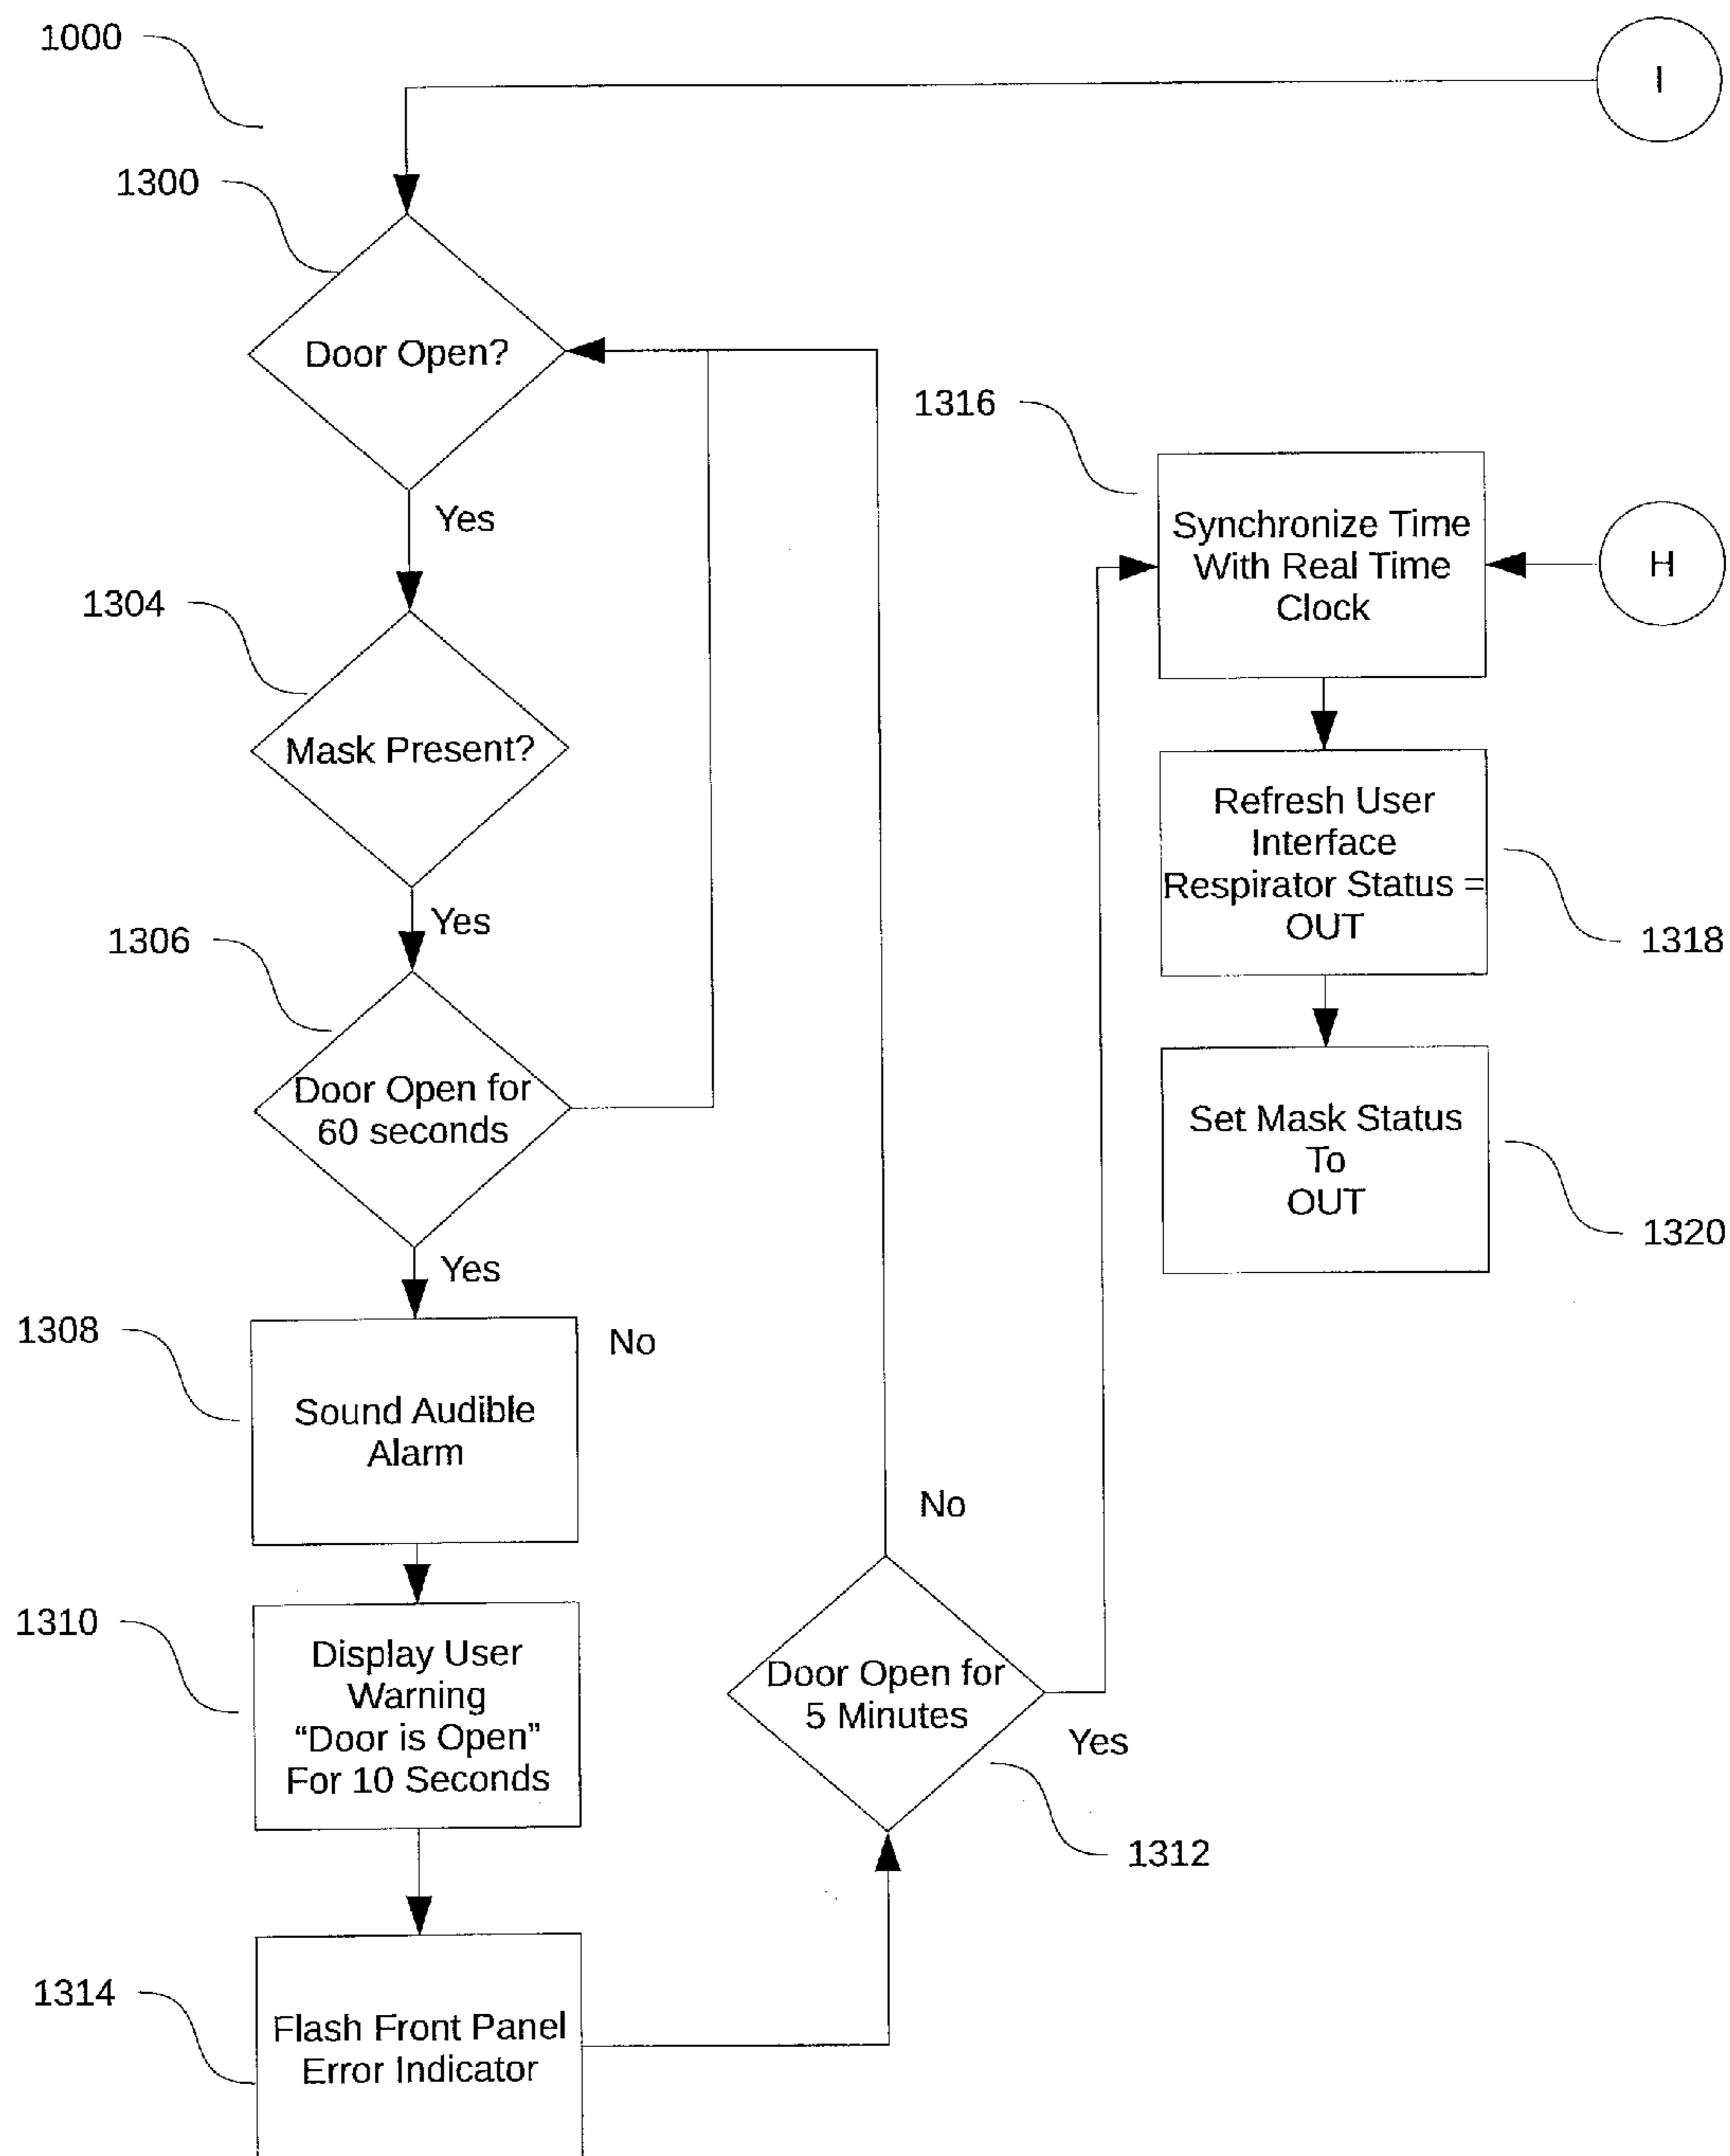 1000
I
1300
Door Open?
Yes
1304
Mask Present?
Yes
1306
Door Open for
60 seconds
Yes
1308
No
Sound Audible
Alarm
1310
Display User
Warning
“Door is Open”
For 10 Seconds
1314
Flash Front Panel
Error Indicator
No
Door Open for
5 Minutes
Yes
1312
1316
Synchronize Time
With Real Time
Clock
H
Refresh User
Interface
Respirator Status =
OUT
1318
Set Mask Status
To
OUT
1320